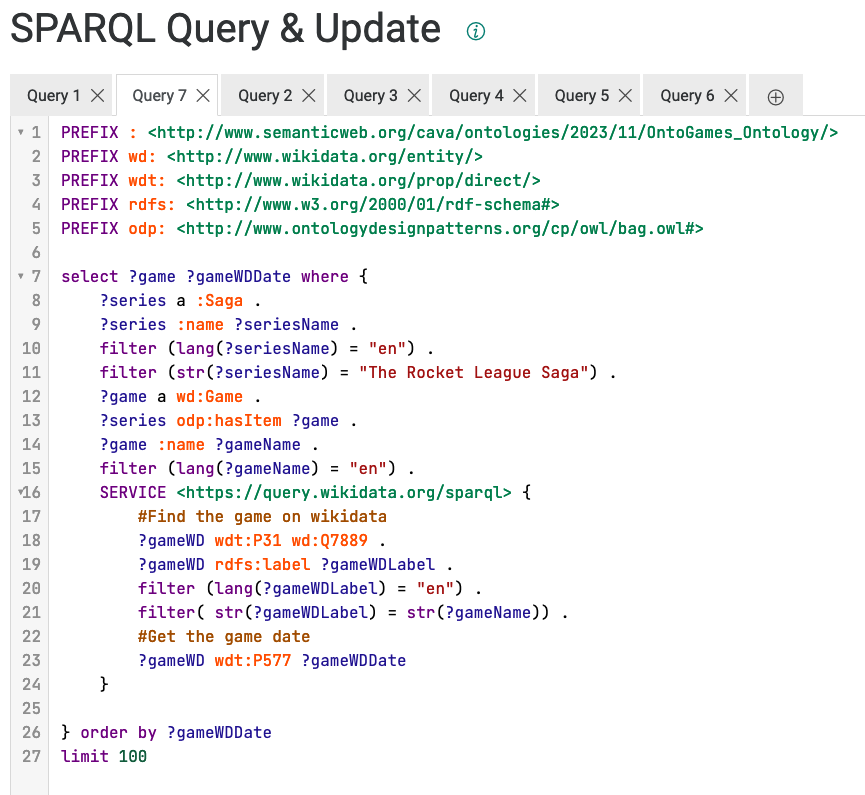 SPARQL Query & Update
Query 1 Query 7 Query 2 Query 3 Query 4 Query 5 Query 6
1 PREFIX : <http://www.semanticweb.org/cava/ontologies/2023/11/OntoGames_Ontology/>
2 PREFIX wd: <http://www.wikidata.org/entity/>
3 PREFIX wdt: <http://www.wikidata.org/prop/direct/>
4 PREFIX rdfs: <http://www.w3.org/2000/01/rdf-schema#>
5 PREFIX odp: <http://www.ontologydesignpatterns.org/cp/owl/bag.owl#>
6
7 select ?game ?gameWDDate where {
8 ?series a :Saga .
9 ?series :name ?seriesName .
10 filter (lang(?seriesName) = "en") .
11 filter (str(?seriesName) = "The Rocket League Saga") .
12 ?game a wd:Game .
13 ?series odp:hasItem ?game .
14 ?game :name ?gameName .
15 filter (lang(?gameName) = "en") .
16 SERVICE <https://query.wikidata.org/sparql> {
17 #Find the game on wikidata
18 ?gameWD wdt:P31 wd:Q7889 .
19 ?gameWD rdfs:label ?gameWDLabel .
20 filter (lang(?gameWDLabel) = "en") .
21 filter( str(?gameWDLabel) = str(?gameName)) .
22 #Get the game date
23 ?gameWD wdt:P577 ?gameWDDate
24 }
25
26 } order by ?gameWDDate
27 limit 100